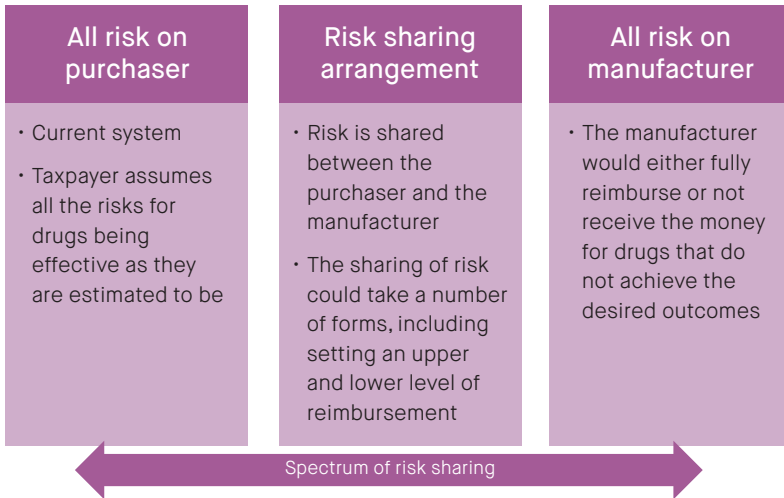 All risk on
purchaser
• Current system
• Taxpayer assumes
all the risks for
drugs being
effective as they
are estimated to be
Risk sharing
arrangement
• Risk is shared
between the
purchaser and the
manufacturer
• The sharing of risk
could take a number
of forms, including
setting an upper
and lower level of
reimbursement
All risk on
manufacturer
• The manufacturer
would either fully
reimburse or not
receive the money
for drugs that do
not achieve the
desired outcomes
Spectrum of risk sharing